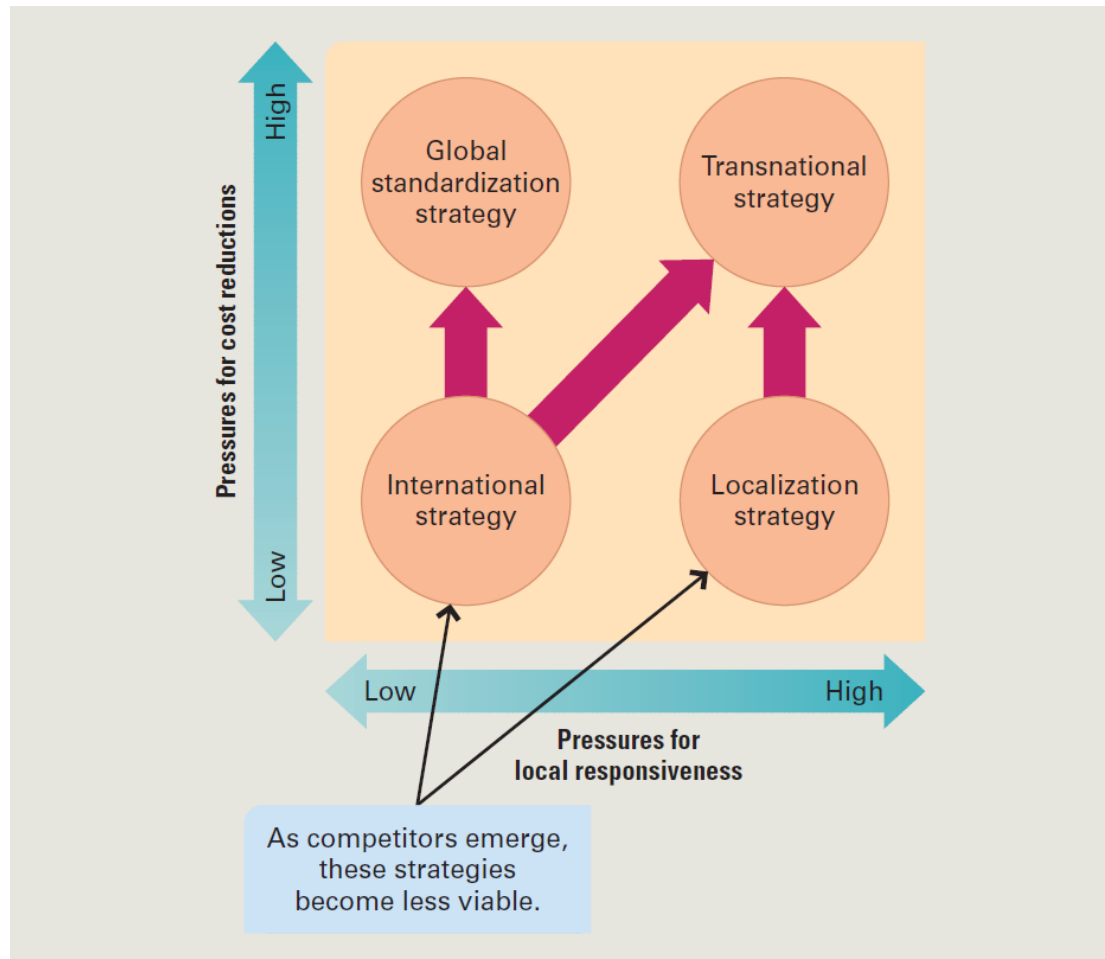 High
Pressures for cost reductions
Low
Global
standardization
strategy
Transnational
strategy
International
strategy
Localization
strategy
Low
High
Pressures for
local responsiveness
As competitors emerge,
these strategies
become less viable.